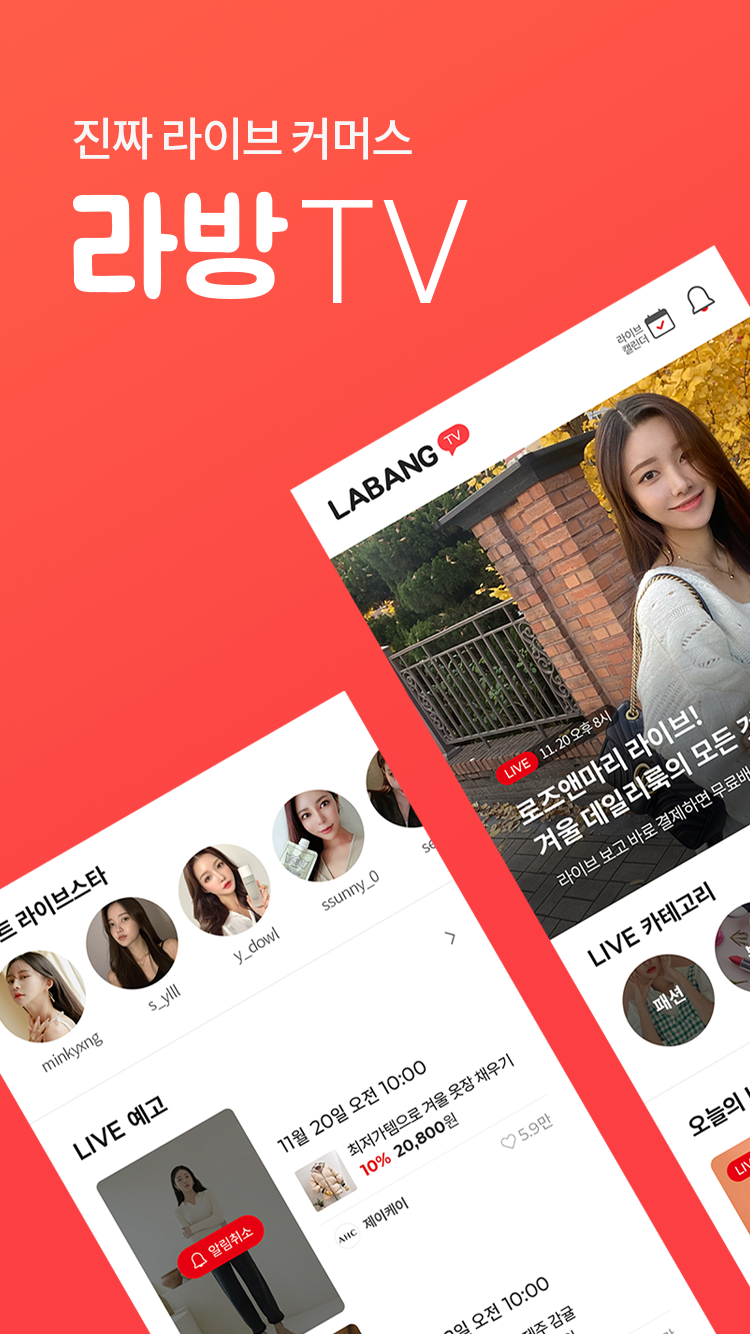 진짜 라이브 커머스
라방TV
라이브
캘린더
LABANG TV
LIVE 11. 20 오후 8시
로즈앤마리 라이브!
겨울 데일리룩의 모든 것
라이브 보고 바로 결제하면 무료배
LIVE 카테고리
패션
오늘의
LIV
트 라이브스타
minkyxng
s_ylll
y_dowl
ssunny_0
se
LIVE 예고
알림취소
11월 20일 오전 10:00
최저가템으로 겨울 옷장 채우기
10% 20,800원
5.9만
AHC 제이케이
일 오전 10:00
제주 감귤